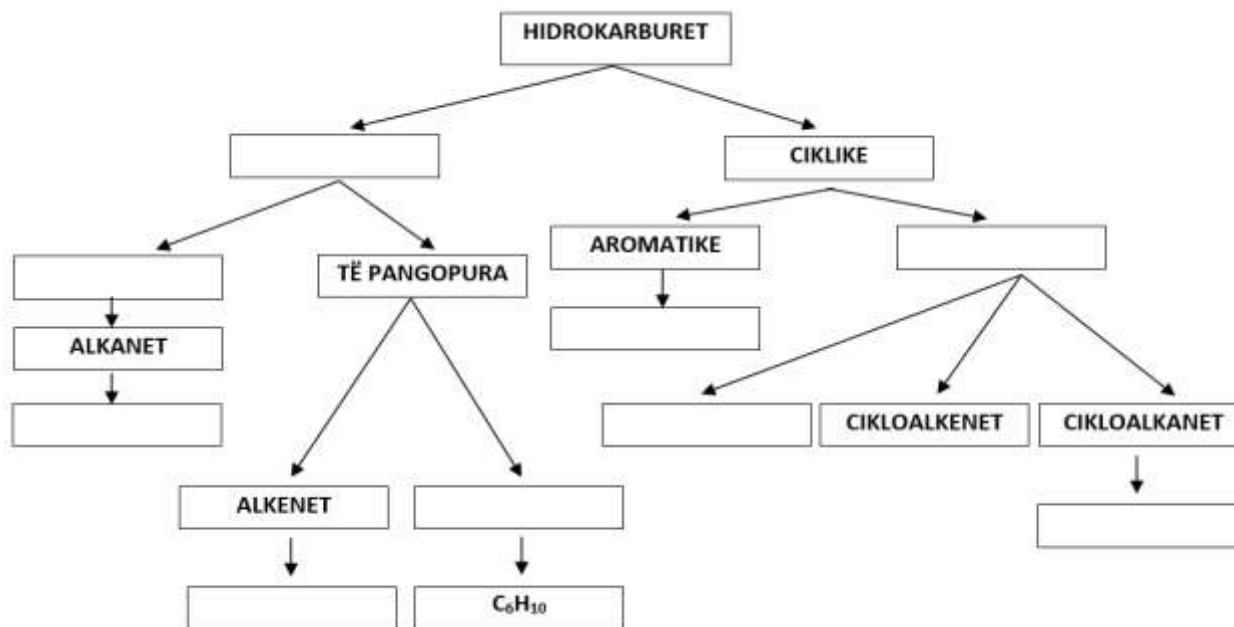 HIDROKARBURET
CIKLIKE
AROMATIKE
TË PANGOPURA
ALKANET
CIKLOALKENET
CIKLOALKANET
ALKENET
C₆H₁₀